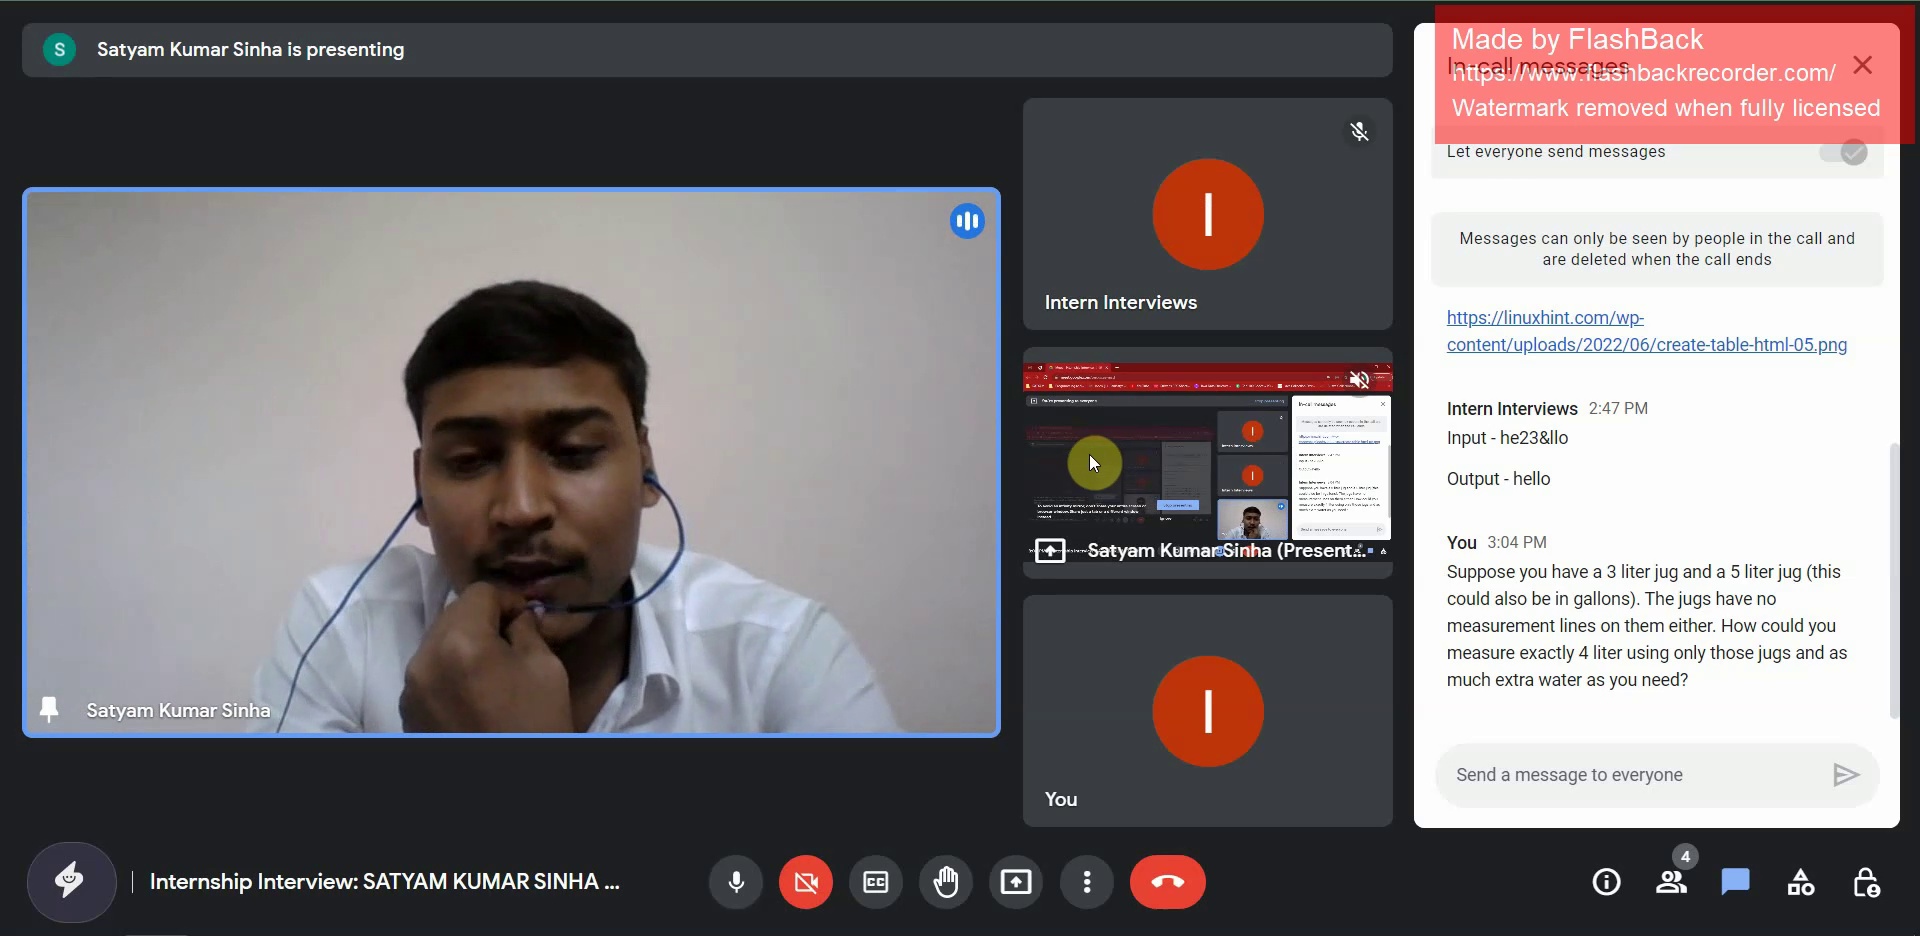 S
Satyam Kumar Sinha is presenting
Satyam Kumar Sinha
I
Intern Interviews
Satyam Kumar Sinha (Present...
I
You
Made by FlashBack
In-call messages
https://www.flashbackrecorder.com/
Watermark removed when fully licensed
Let everyone send messages
Messages can only be seen by people in the call and
are deleted when the call ends
https://linuxhint.com/wp-
content/uploads/2022/06/create-table-html-05.png
Intern Interviews 2:47 PM
Input - he23&llo
Output - hello
You 3:04 PM
Suppose you have a 3 liter jug and a 5 liter jug (this
could also be in gallons). The jugs have no
measurement lines on them either. How could you
measure exactly 4 liter using only those jugs and as
much extra water as you need?
Send a message to everyone
Internship Interview: SATYAM KUMAR SINHA ...
CC
4